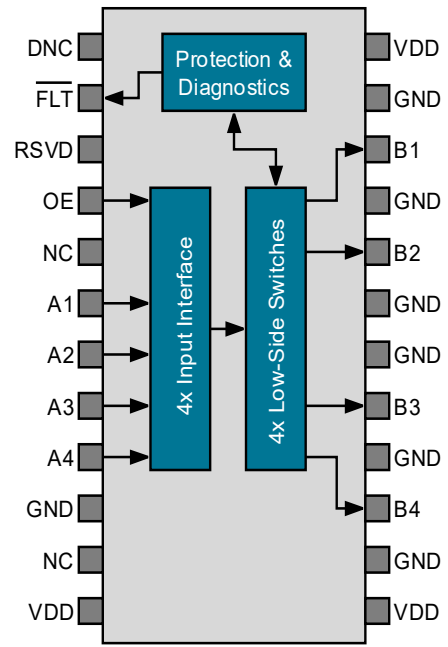 DNC
FLT
RSVD
OE
NC
A1
A2
A3
A4
GND
NC
VDD
Protection &
Diagnostics
4x Input Interface
4x Low-Side Switches
VDD
GND
B1
GND
B2
GND
GND
B3
GND
B4
GND
VDD